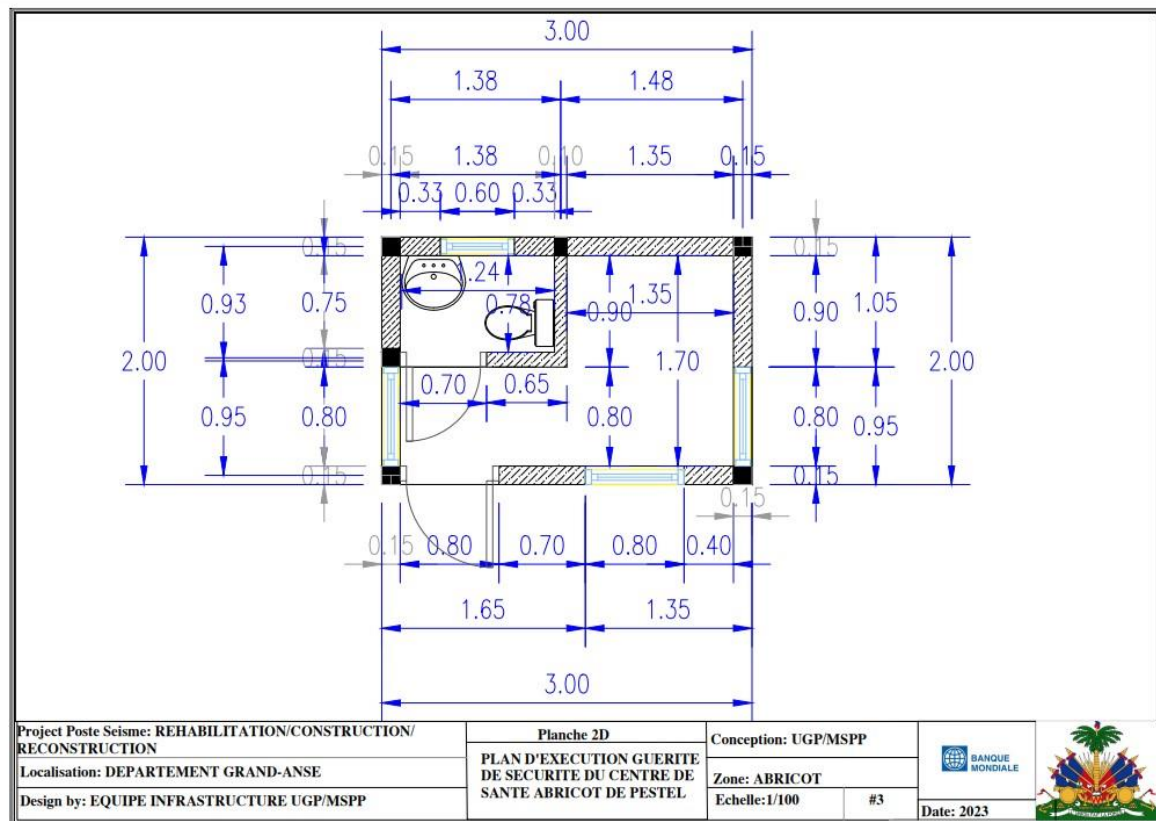 3.00
1.38 1.48
0.15 1.38 0.10 1.35 0.15
0.33 0.60 0.33
0.15 0.15
1.24
0.93 0.75 0.78 0.90 1.35 0.90 1.05
2.00 0.15 1.70 2.00
0.70 0.65
0.95 0.80 0.80 0.80 0.95
0.15 0.15
0.15
0.15 0.80 0.70 0.80 0.40
1.65 1.35
3.00
Project Poste Seisme: REHABILITATION/CONSTRUCTION/
RECONSTRUCTION
Localisation: DEPARTEMENT GRAND-ANSE
Design by: EQUIPE INFRASTRUCTURE UGP/MSPP
Planche 2D
PLAN D'EXECUTION GUERITE
DE SECURITE DU CENTRE DE
SANTE ABRICOT DE PESTEL
Conception: UGP/MSPP
Zone: ABRICOT
Echelle:1/100 #3
BANQUE
MONDIALE
Date: 2023